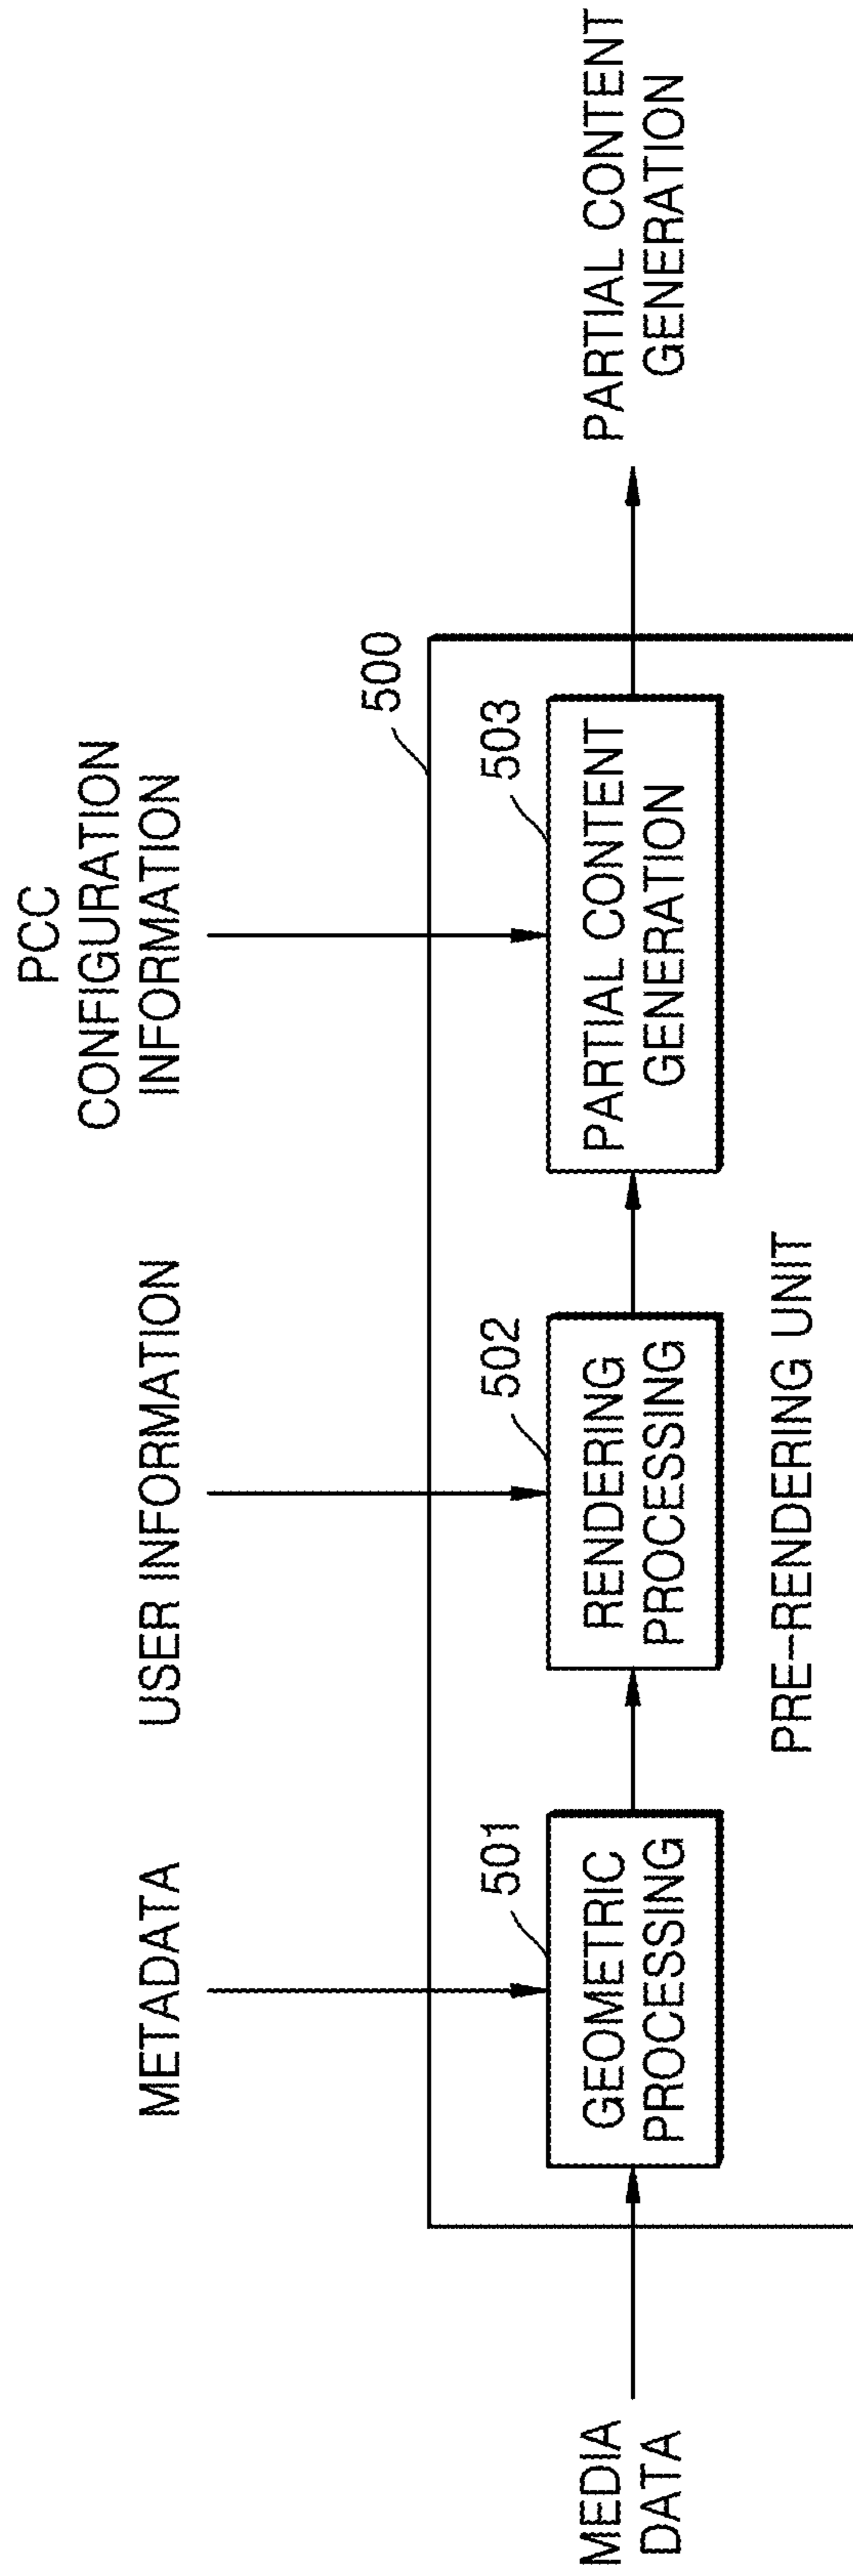 METADATA
USER INFORMATION
PCC
CONFIGURATION
INFORMATION
500
501
502
503
MEDIA
DATA
GEOMETRIC
PROCESSING
RENDERING
PROCESSING
PARTIAL CONTENT
GENERATION
PARTIAL CONTENT
GENERATION
PRE-RENDERING UNIT